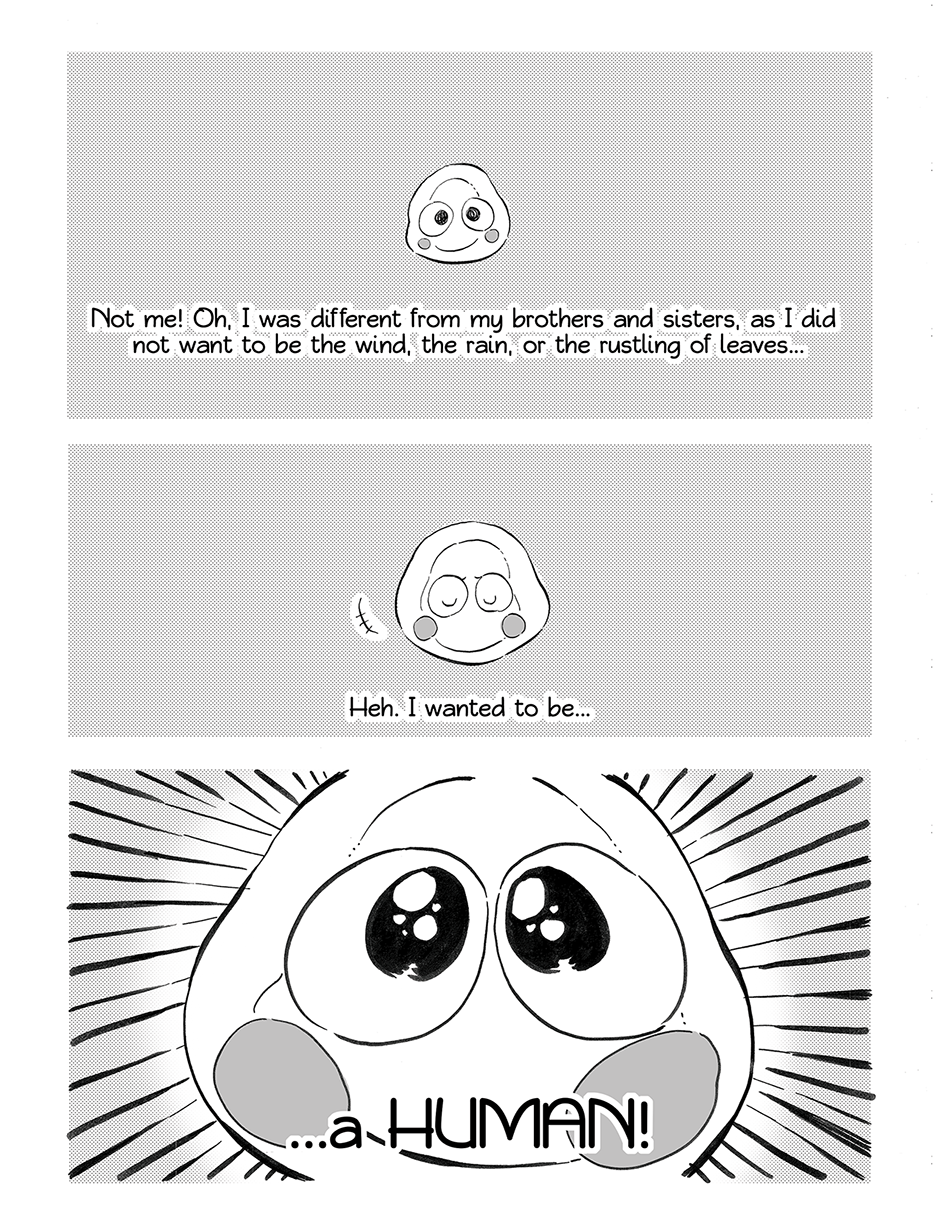 Not me! Oh, I was different from my brothers and sisters, as I did
not want to be the wind, the rain, or the rustling of leaves...
Heh. I wanted to be...
...a HUMAN!